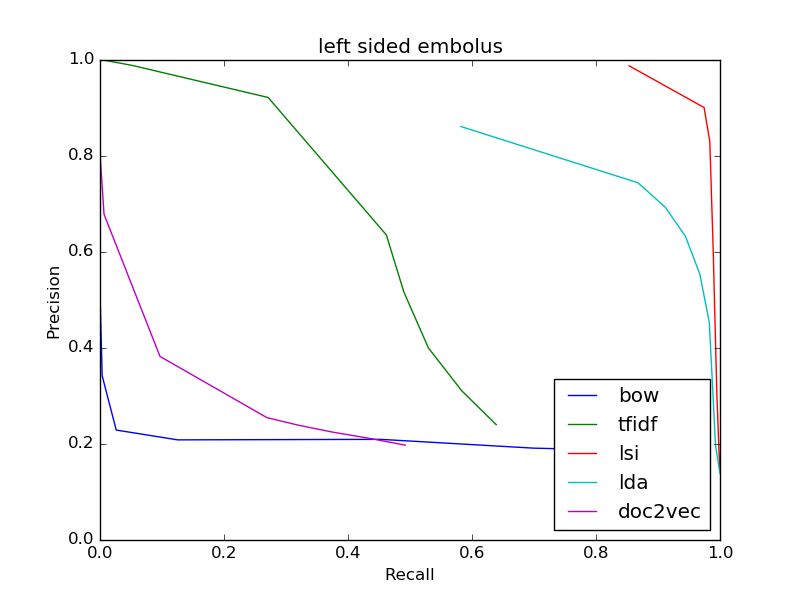 left sided embolus
1.0
0.8
0.6
0.4
0.2
0.0
Precision
bow
tfidf
lsi
lda
doc2vec
0.0 0.2 0.4 0.6 0.8 1.0
Recall